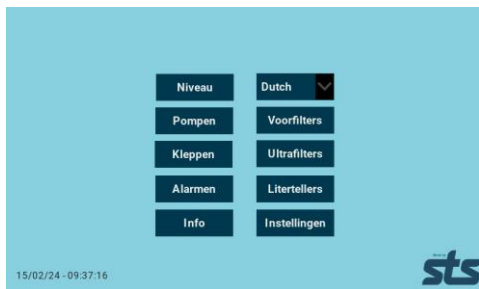 Niveau
Dutch
Pompen
Voorfilters
Kleppen
Ultrafilters
Alarmen
Litertellers
Info
Instellingen
15/02/24 - 09:37:16
sts